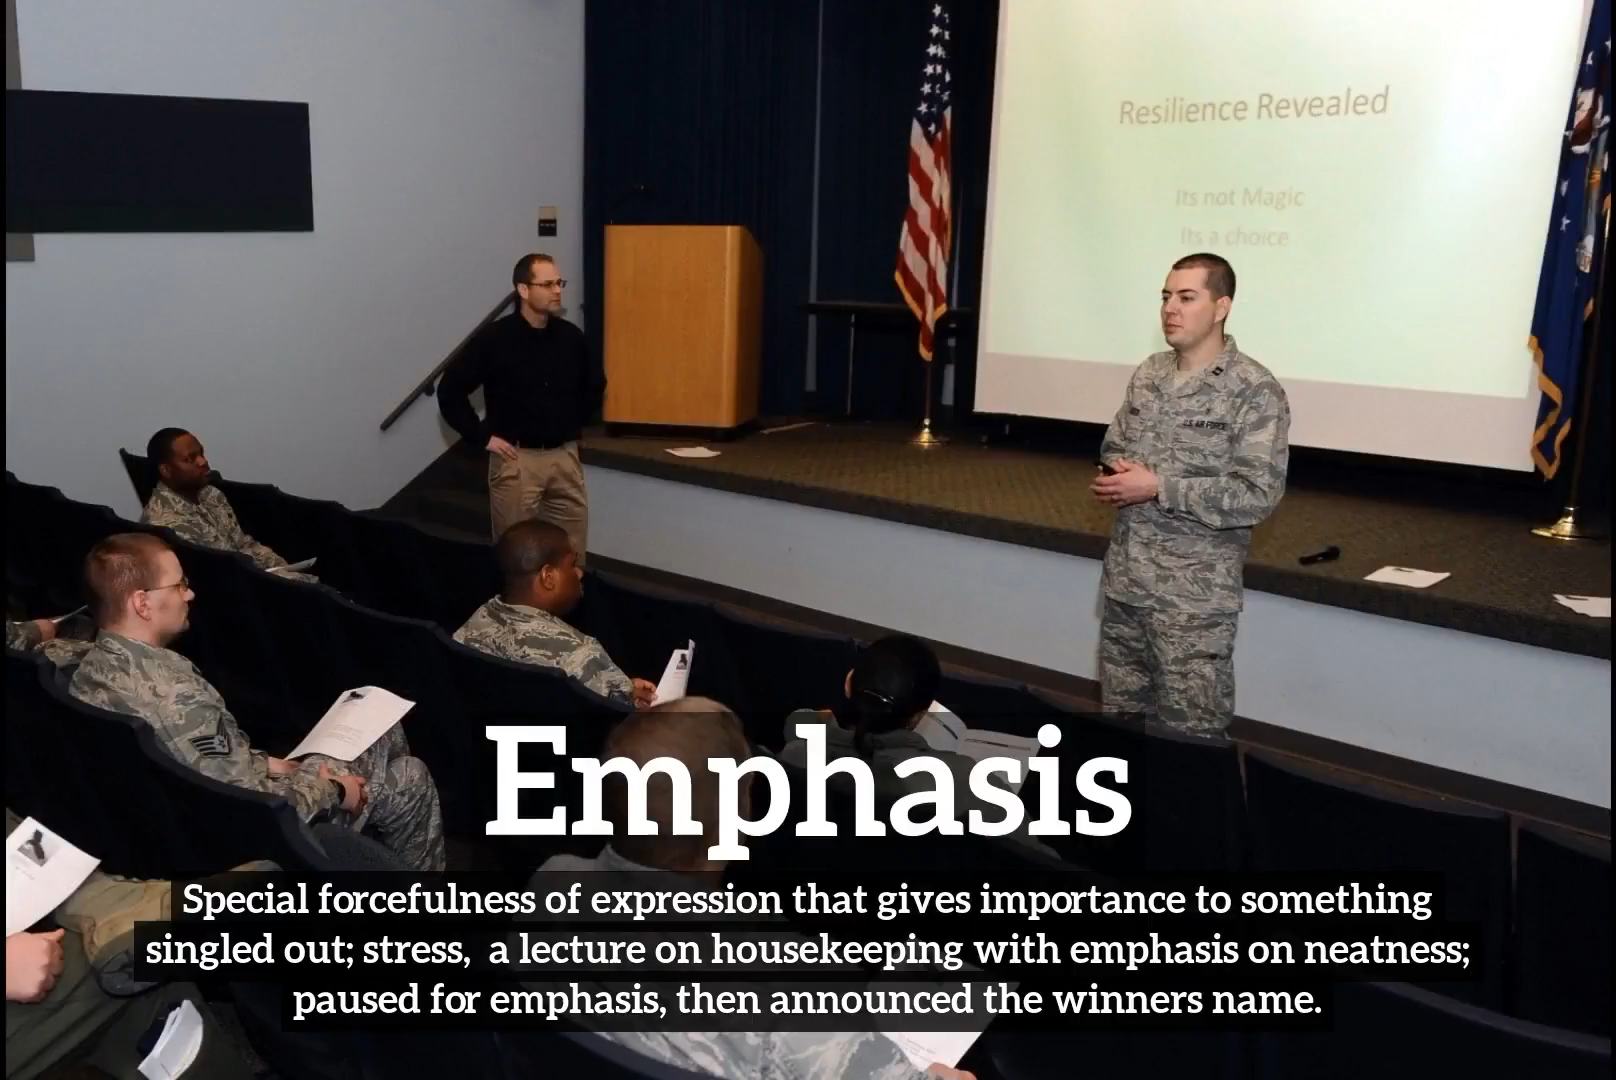 Resilience Revealed
Its not Magic
Its a choice
U.S. AIR FORCE
Emphasis
Special forcefulness of expression that gives importance to something
singled out; stress,  a lecture on housekeeping with emphasis on neatness;
paused for emphasis, then announced the winners name.